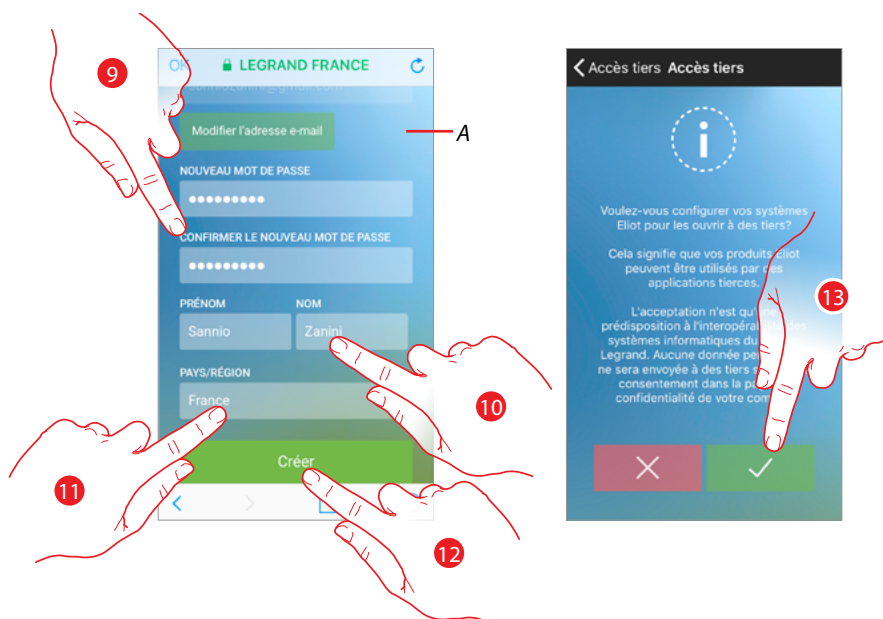 9
OK LEGRAND FRANCE
Modifier l'adresse e-mail
A
NOUVEAU MOT DE PASSE
•••••••••
CONFIRMER LE NOUVEAU MOT DE PASSE
•••••••••
PRÉNOM NOM
Sannio Zanini
PAYS/RÉGION
France
10
11
Créer
12
Accès tiers Accès tiers
i
Voulez-vous configurer vos systèmes
Eliot pour les ouvrir à des tiers?
Cela signifie que vos produits Eliot
peuvent être utilisés par des
applications tierces.
13
L'acceptation n'est qu'une
prédisposition à l'interopérabilité des
systèmes informatiques du
Legrand. Aucune donnée
ne sera envoyée à des tiers
consentement dans la
confidentialité de votre